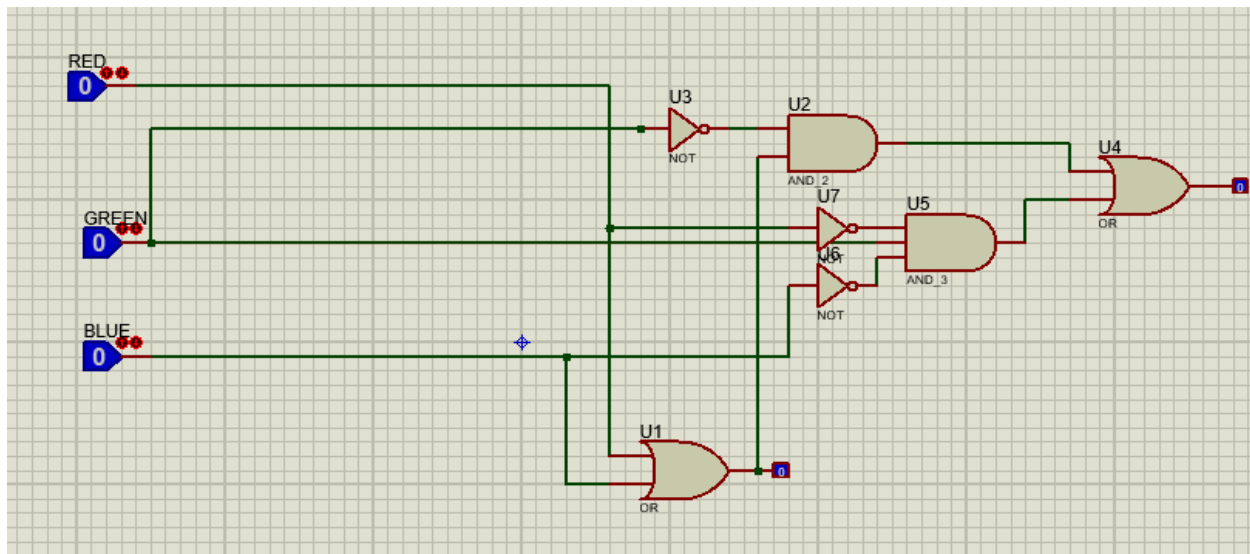 RED
0
U3
NOT
U2
AND_2
U4
OR
0
GREEN
0
U7
NOT
U5
AND_3
U6
NOT
BLUE
0
U1
OR
0